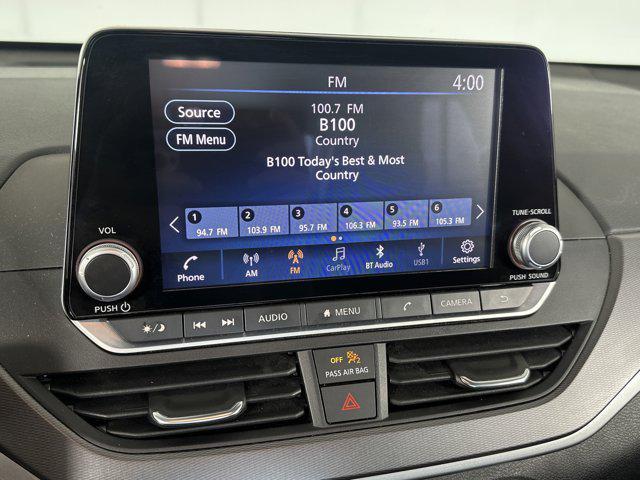 FM 4:00
Source
100.7 FM
B100
FM Menu
Country
B100 Today's Best & Most
Country
1 2 3 4 5 6
94.7 FM 103.9 FM 95.7 FM 106.3 FM 93.5 FM 105.3 FM
Phone AM FM CarPlay BT Audio USB1 Settings
VOL
PUSH
TUNE·SCROLL
PUSH SOUND
AUDIO MENU CAMERA
OFF 2
PASS AIR BAG